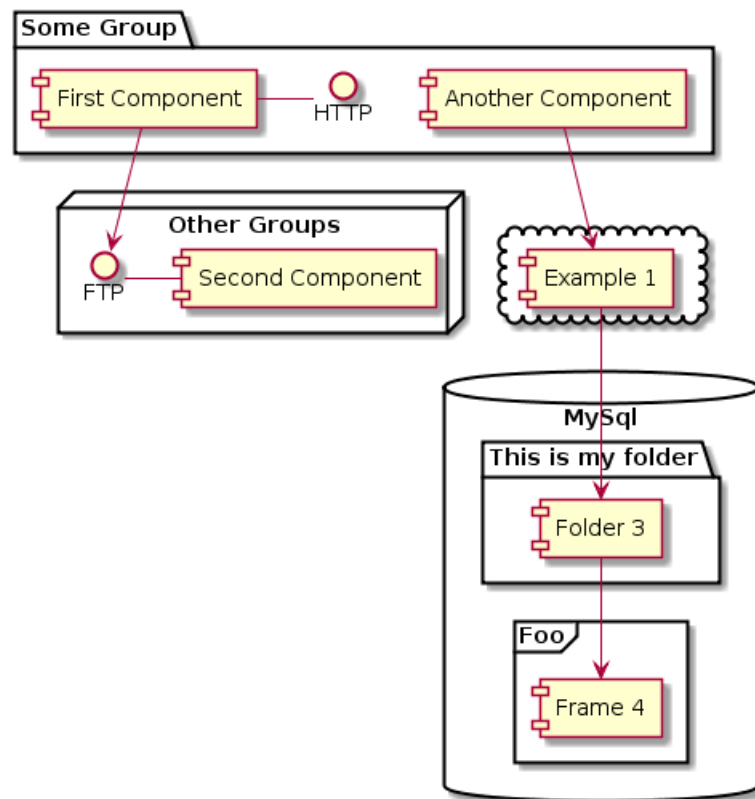 Some Group
First Component
HTTP
Another Component
Other Groups
FTP
Second Component
Example 1
MySql
This is my folder
Folder 3
Foo
Frame 4